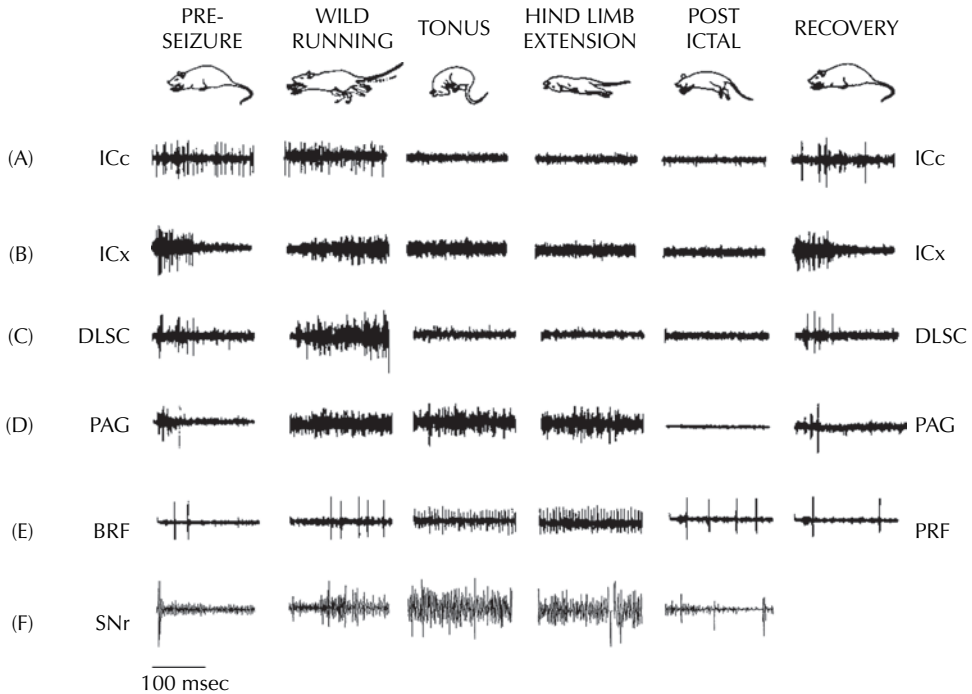 PRE-
SEIZURE
WILD
RUNNING
TONUS
HIND LIMB
EXTENSION
POST
ICTAL
RECOVERY
(A) ICc ICc
(B) ICx ICx
(C) DLSC DLSC
(D) PAG PAG
(E) BRF PRF
(F) SNr
100 msec